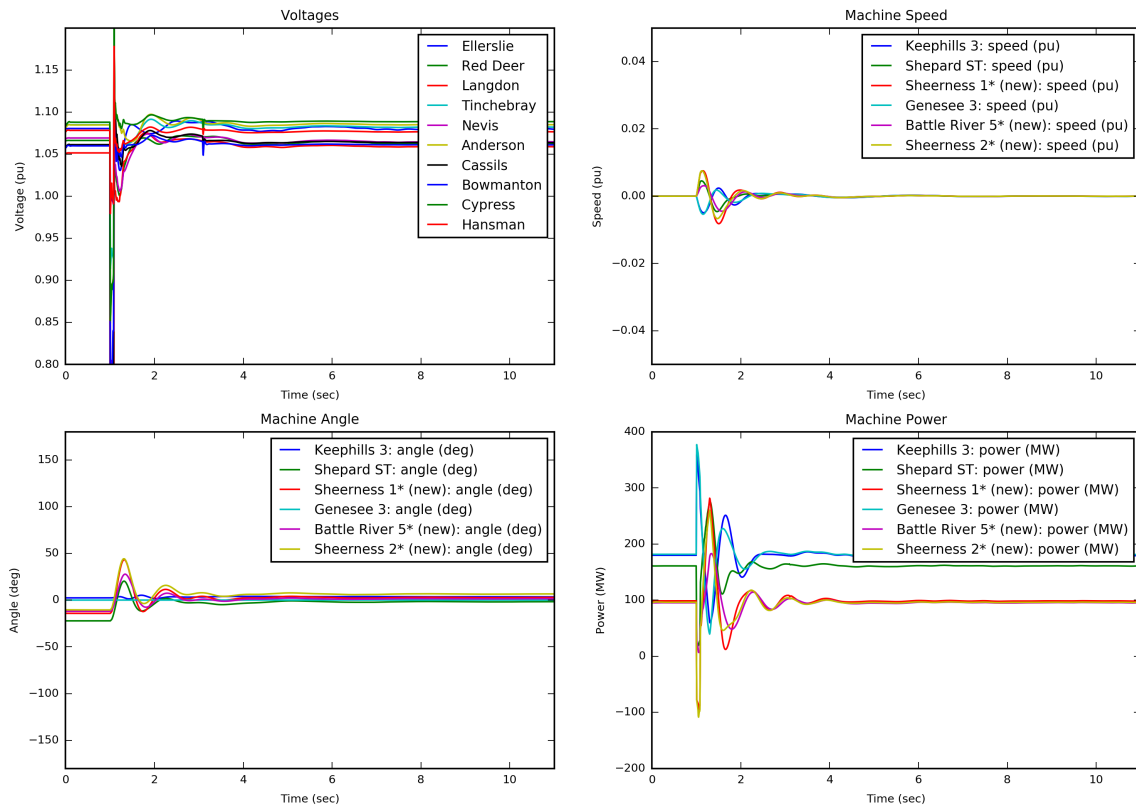 Voltages
1.15
1.10
1.05
1.00
0.95
0.90
0.85
0.80
Voltage (pu)
0
2
4
6
8
10
Time (sec)
Ellerslie
Red Deer
Langdon
Tinchebray
Nevis
Anderson
Cassils
Bowmanton
Cypress
Hansman
Machine Speed
0.04
0.02
0.00
−0.02
−0.04
Speed (pu)
0
2
4
6
8
10
Time (sec)
Keephills 3: speed (pu)
Shepard ST: speed (pu)
Sheerness 1* (new): speed (pu)
Genesee 3: speed (pu)
Battle River 5* (new): speed (pu)
Sheerness 2* (new): speed (pu)
Machine Angle
150
100
50
0
−50
−100
−150
Angle (deg)
0
2
4
6
8
10
Time (sec)
Keephills 3: angle (deg)
Shepard ST: angle (deg)
Sheerness 1* (new): angle (deg)
Genesee 3: angle (deg)
Battle River 5* (new): angle (deg)
Sheerness 2* (new): angle (deg)
Machine Power
400
300
200
100
0
−100
−200
Power (MW)
0
2
4
6
8
10
Time (sec)
Keephills 3: power (MW)
Shepard ST: power (MW)
Sheerness 1* (new): power (MW)
Genesee 3: power (MW)
Battle River 5* (new): power (MW)
Sheerness 2* (new): power (MW)